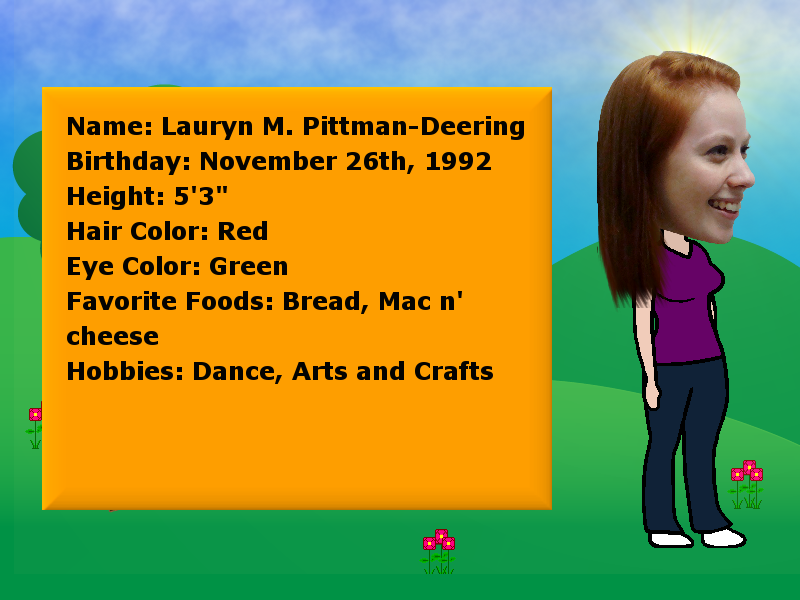 Name: Lauryn M. Pittman-Deering
Birthday: November 26th, 1992
Height: 5'3"
Hair Color: Red
Eye Color: Green
Favorite Foods: Bread, Mac n'
cheese
Hobbies: Dance, Arts and Crafts